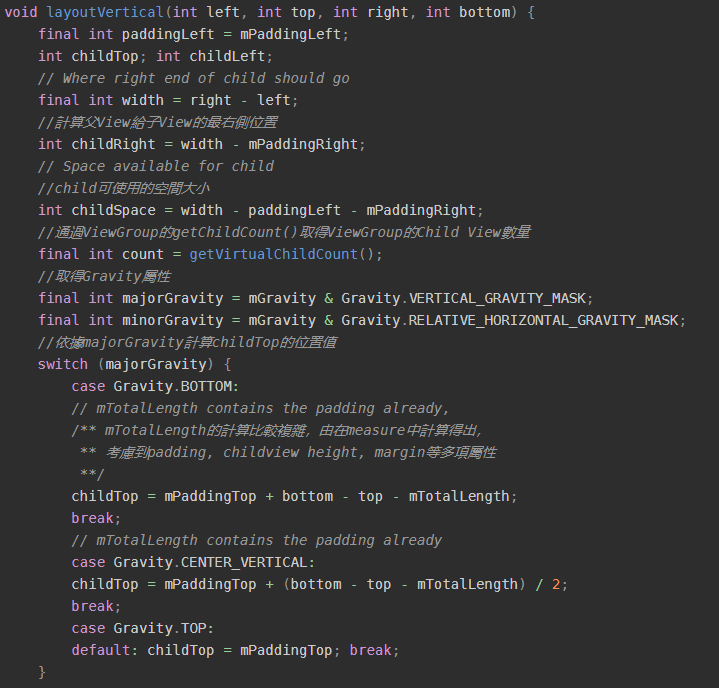 void layoutVertical(int left, int top, int right, int bottom) {
final int paddingLeft = mPaddingLeft;
int childTop; int childLeft;
// Where right end of child should go
final int width = right - left;
//計算父View給子View的最右側位置
int childRight = width - mPaddingRight;
// Space available for child
//child可使用的空間大小
int childSpace = width - paddingLeft - mPaddingRight;
//通過ViewGroup的getChildCount()取得ViewGroup的Child View數量
final int count = getVirtualChildCount();
//取得Gravity屬性
final int majorGravity = mGravity & Gravity.VERTICAL_GRAVITY_MASK;
final int minorGravity = mGravity & Gravity.RELATIVE_HORIZONTAL_GRAVITY_MASK;
//依據majorGravity計算childTop的位置值
switch (majorGravity) {
case Gravity.BOTTOM:
// mTotalLength contains the padding already,
/** mTotalLength的計算比較複雜，由在measure中計算得出，
** 考慮到padding, childview height, margin等多項屬性
**/
childTop = mPaddingTop + bottom - top - mTotalLength;
break;
// mTotalLength contains the padding already
case Gravity.CENTER_VERTICAL:
childTop = mPaddingTop + (bottom - top - mTotalLength) / 2;
break;
case Gravity.TOP:
default: childTop = mPaddingTop; break;
}